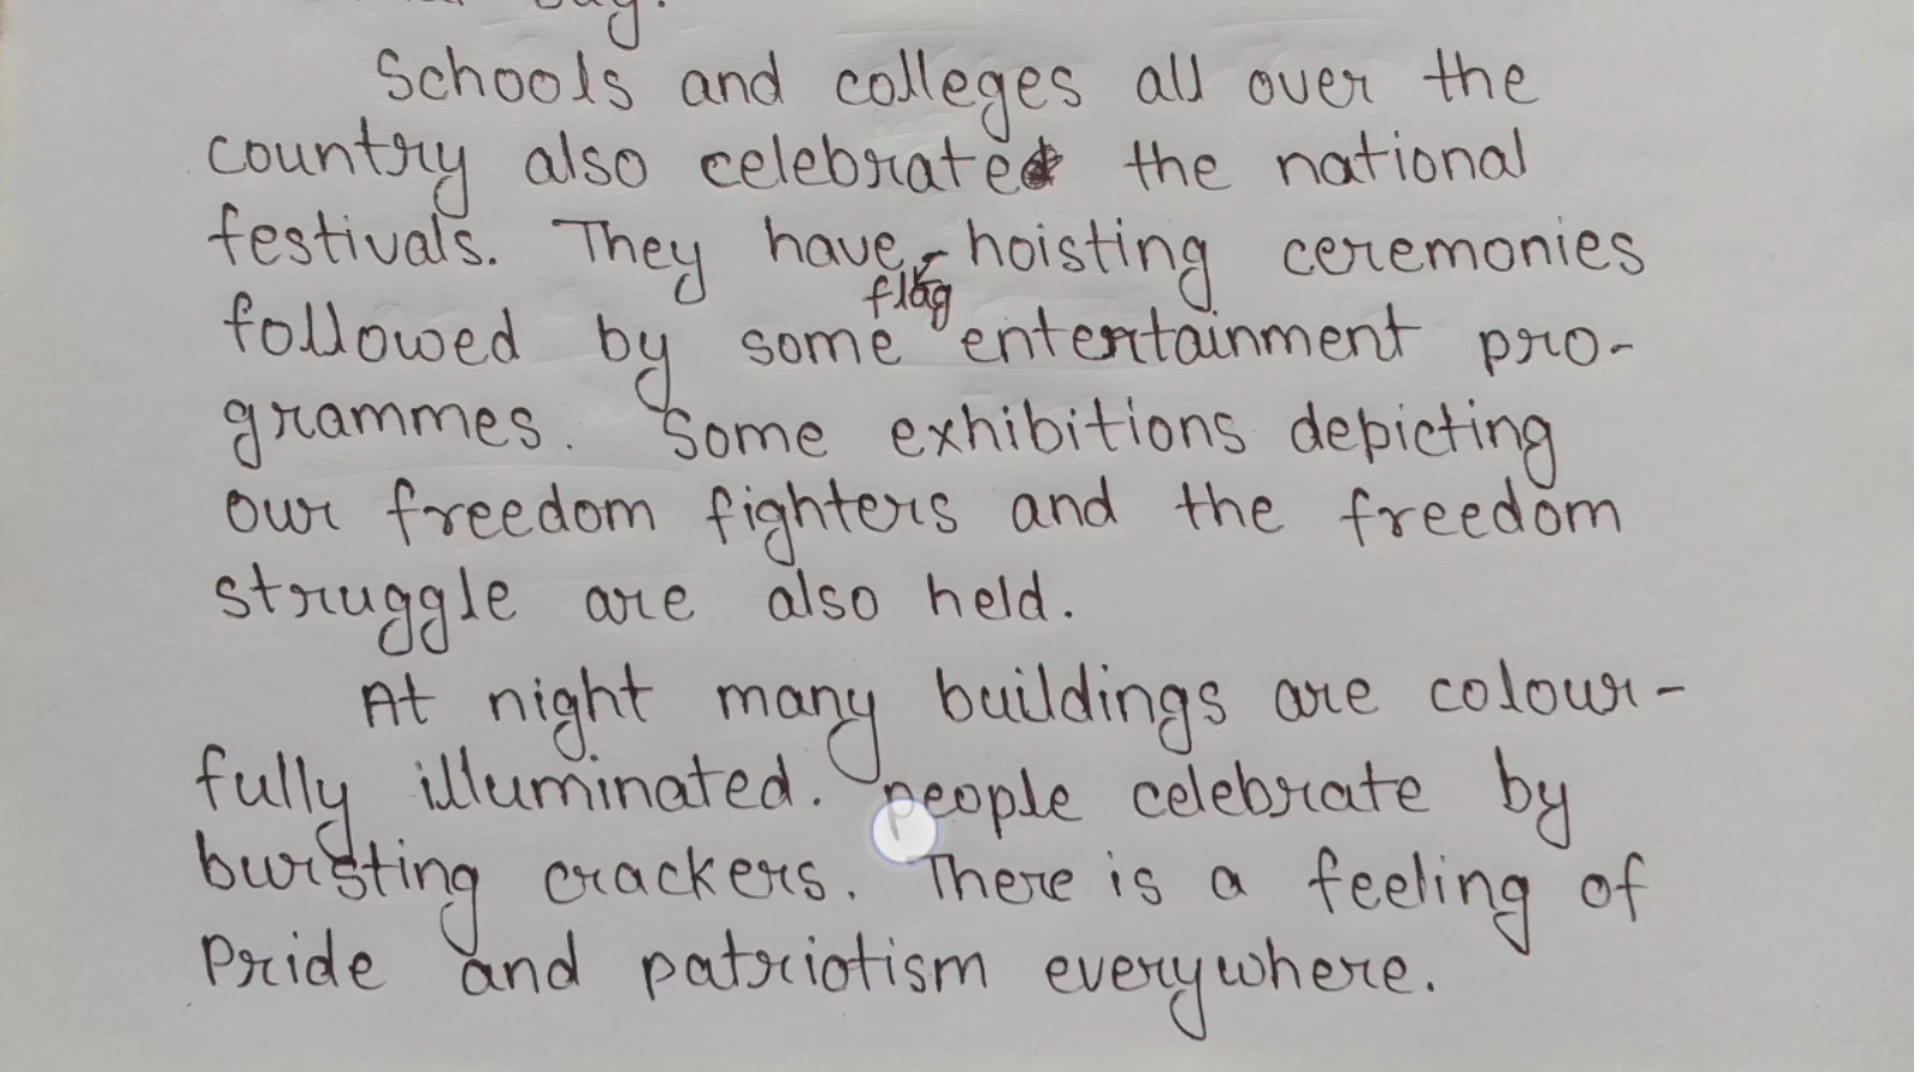 Schools and colleges all over the
country also celebrate the national
festivals. They have flag-hoisting ceremonies
followed by some entertainment pro-
grammes. Some exhibitions depicting
our freedom fighters and the freedom
struggle are also held.
At night many buildings are colour-
fully illuminated. people celebrate by
bursting crackers. There is a feeling of
Pride and patriotism everywhere.